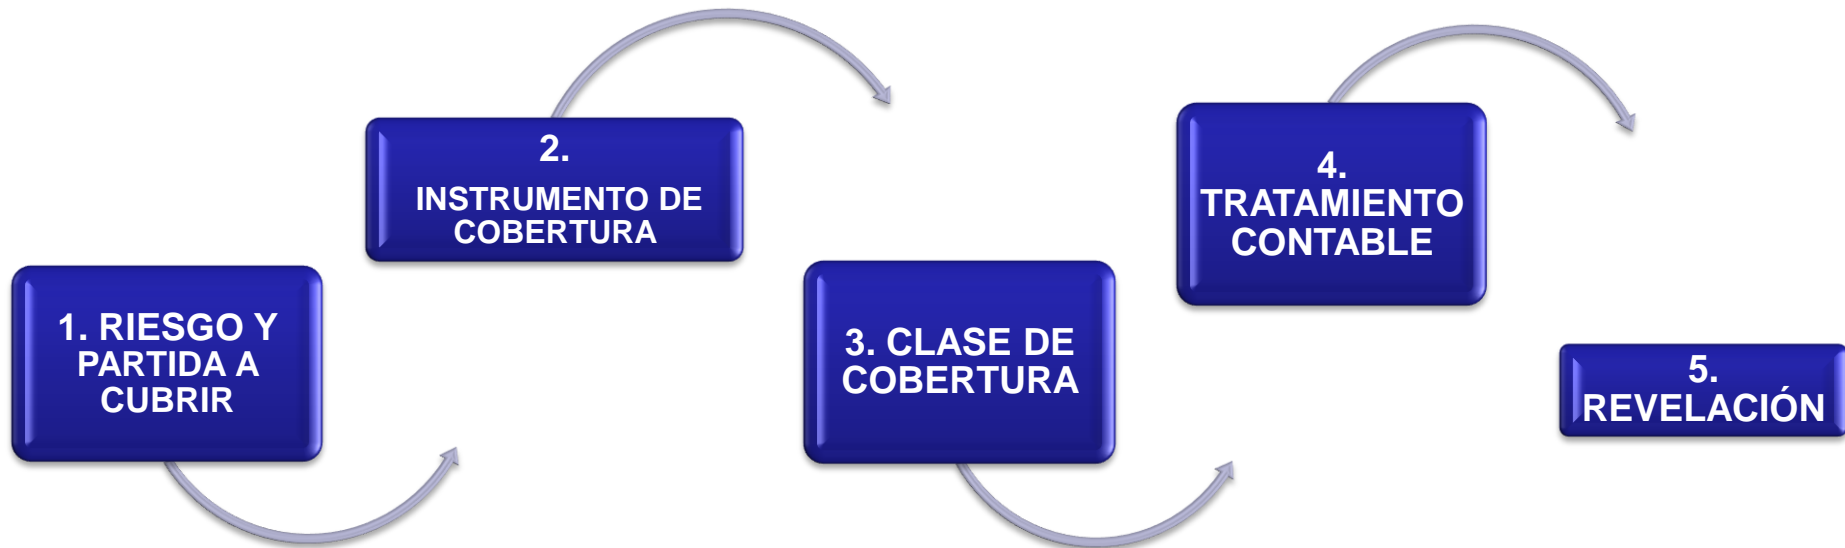 1. RIESGO Y
PARTIDA A
CUBRIR
2.
INSTRUMENTO DE
COBERTURA
3. CLASE DE
COBERTURA
4.
TRATAMIENTO
CONTABLE
5.
REVELACIÓN